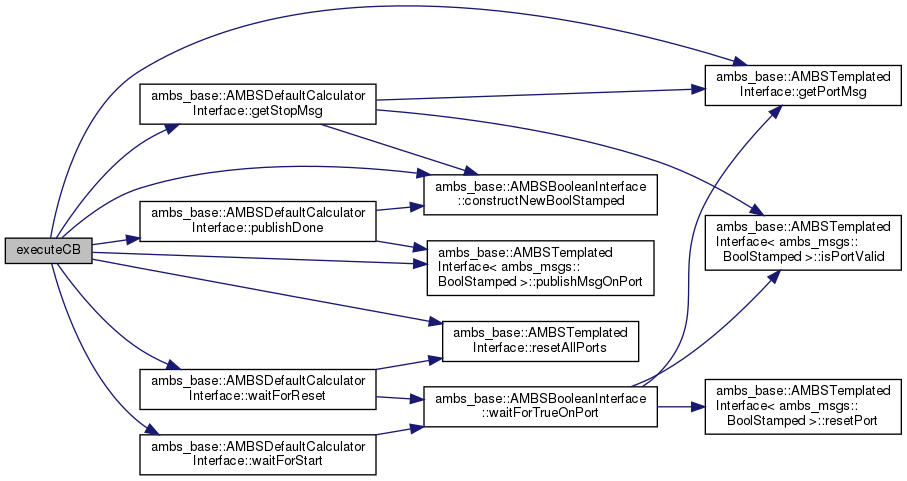 executeCB
ambs_base::AMBSDefaultCalculator
Interface::getStopMsg
ambs_base::AMBSDefaultCalculator
Interface::publishDone
ambs_base::AMBSDefaultCalculator
Interface::waitForReset
ambs_base::AMBSDefaultCalculator
Interface::waitForStart
ambs_base::AMBSBooleanInterface
::constructNewBoolStamped
ambs_base::AMBSTemplated
Interface< ambs_msgs::
BoolStamped >::publishMsgOnPort
ambs_base::AMBSTemplated
Interface::resetAllPorts
ambs_base::AMBSBooleanInterface
::waitForTrueOnPort
ambs_base::AMBSTemplated
Interface::getPortMsg
ambs_base::AMBSTemplated
Interface< ambs_msgs::
BoolStamped >::isPortValid
ambs_base::AMBSTemplated
Interface< ambs_msgs::
BoolStamped >::resetPort